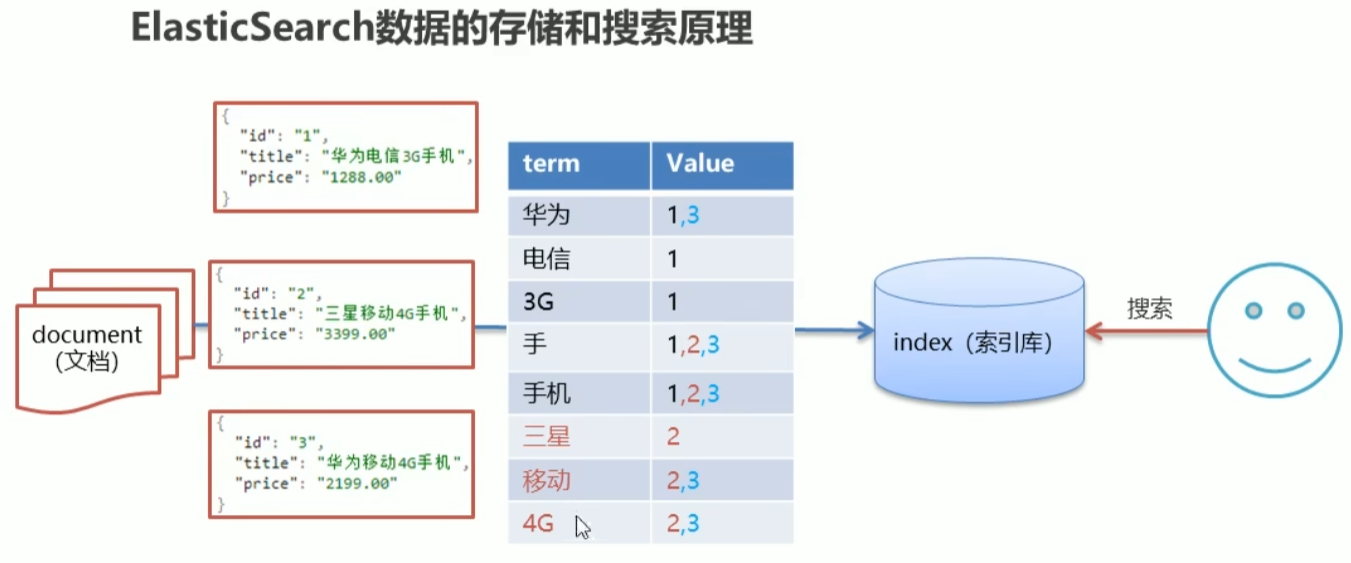 ElasticSearch数据的存储和搜索原理
{
"id": "1",
"title": "华为电信3G手机",
"price": "1288.00"
}
document
(文档)
{
"id": "2",
"title": "三星移动4G手机",
"price": "3399.00"
}
{
"id": "3",
"title": "华为移动4G手机",
"price": "2199.00"
}
term Value
华为 1,3
电信 1
3G 1
手 1,2,3
手机 1,2,3
三星 2
移动 2,3
4G 2,3
index（索引库）
搜索